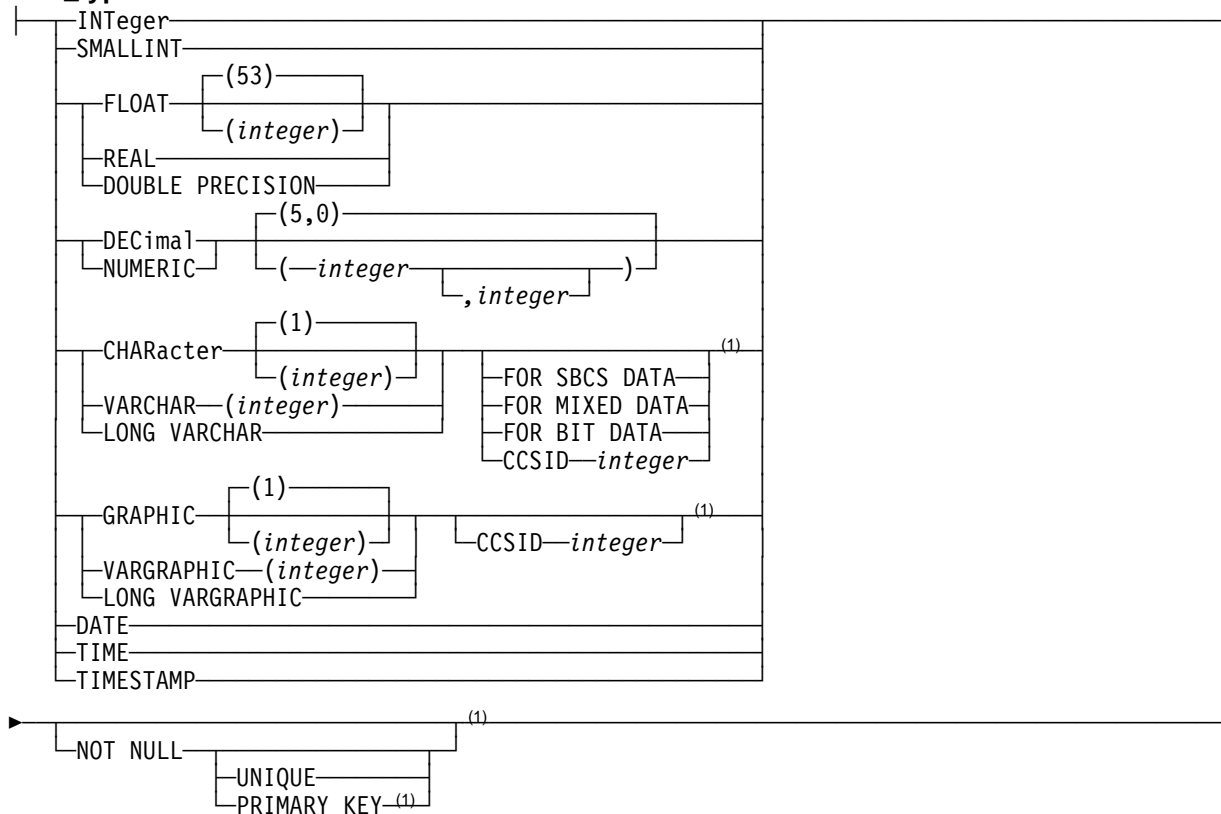 INTeger
SMALLINT
(53)
FLOAT
(integer)
REAL
DOUBLE PRECISION
(5,0)
DECimal
NUMERIC
( integer )
,integer
(1)
CHARacter (1)
(integer)
FOR SBCS DATA
VARCHAR (integer)
FOR MIXED DATA
LONG VARCHAR
FOR BIT DATA
CCSID integer
(1)
GRAPHIC (1)
(integer)
CCSID integer
VARGRAPHIC (integer)
LONG VARGRAPHIC
DATE
TIME
TIMESTAMP
(1)
NOT NULL
UNIQUE
PRIMARY KEY (1)